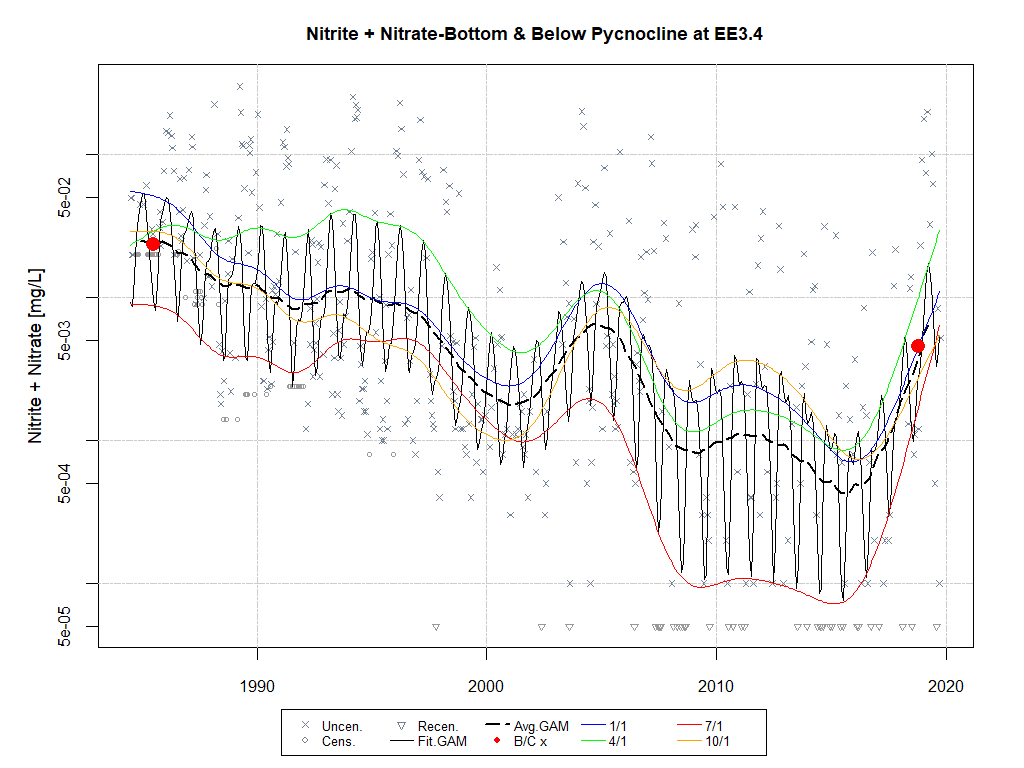 Nitrite + Nitrate-Bottom & Below Pycnocline at EE3.4
Nitrite + Nitrate [mg/L]
5e-02
5e-03
5e-04
5e-05
1990 2000 2010 2020
Uncen. Recen. Avg.GAM 1/1 7/1
Cens. Fit.GAM B/C x 4/1 10/1